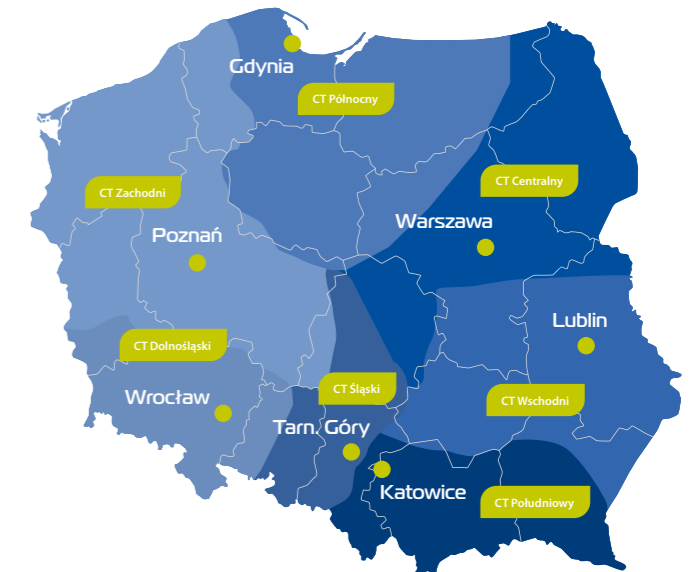 Gdynia
CT Północny
CT Zachodni
CT Centralny
Warszawa
Poznań
Lublin
CT Dolnośląski
CT Śląski
Wrocław
CT Wschodni
Tarn. Góry
Katowice
CT Południowy